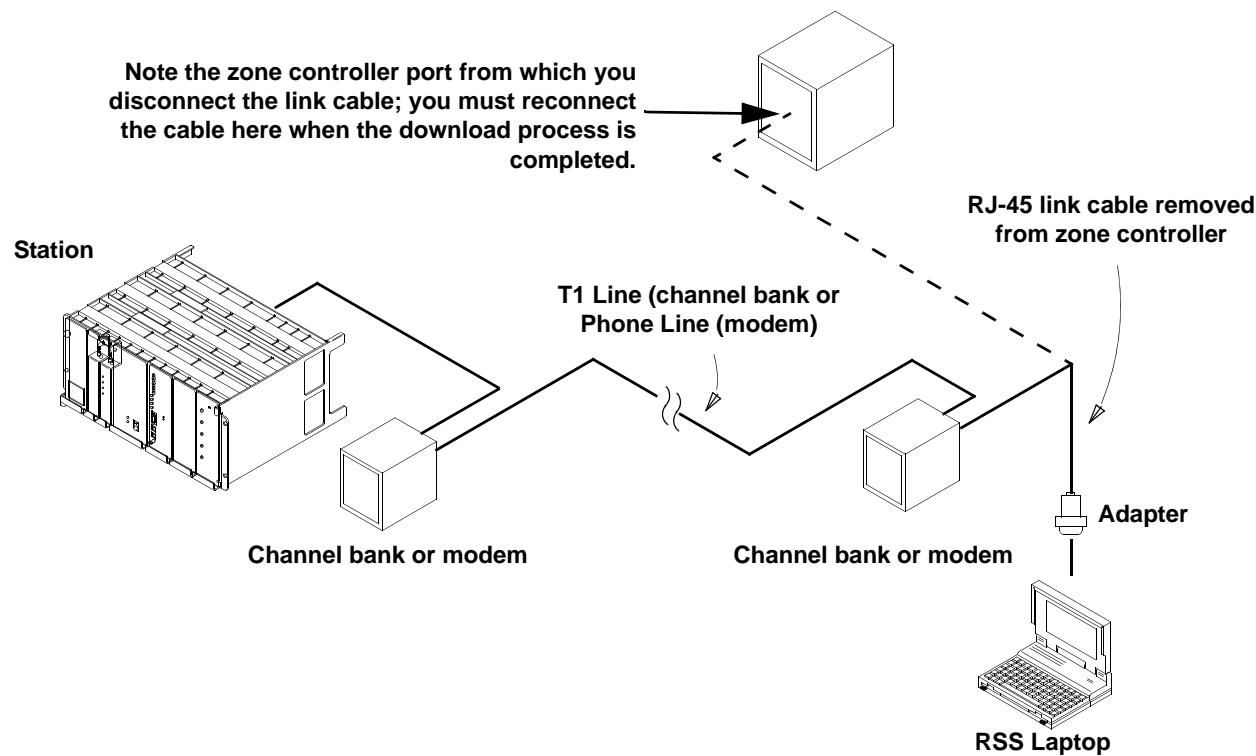 Note the zone controller port from which you
disconnect the link cable; you must reconnect
the cable here when the download process is
completed.
RJ-45 link cable removed
from zone controller
Station
T1 Line (channel bank or
Phone Line (modem)
Adapter
Channel bank or modem
Channel bank or modem
RSS Laptop